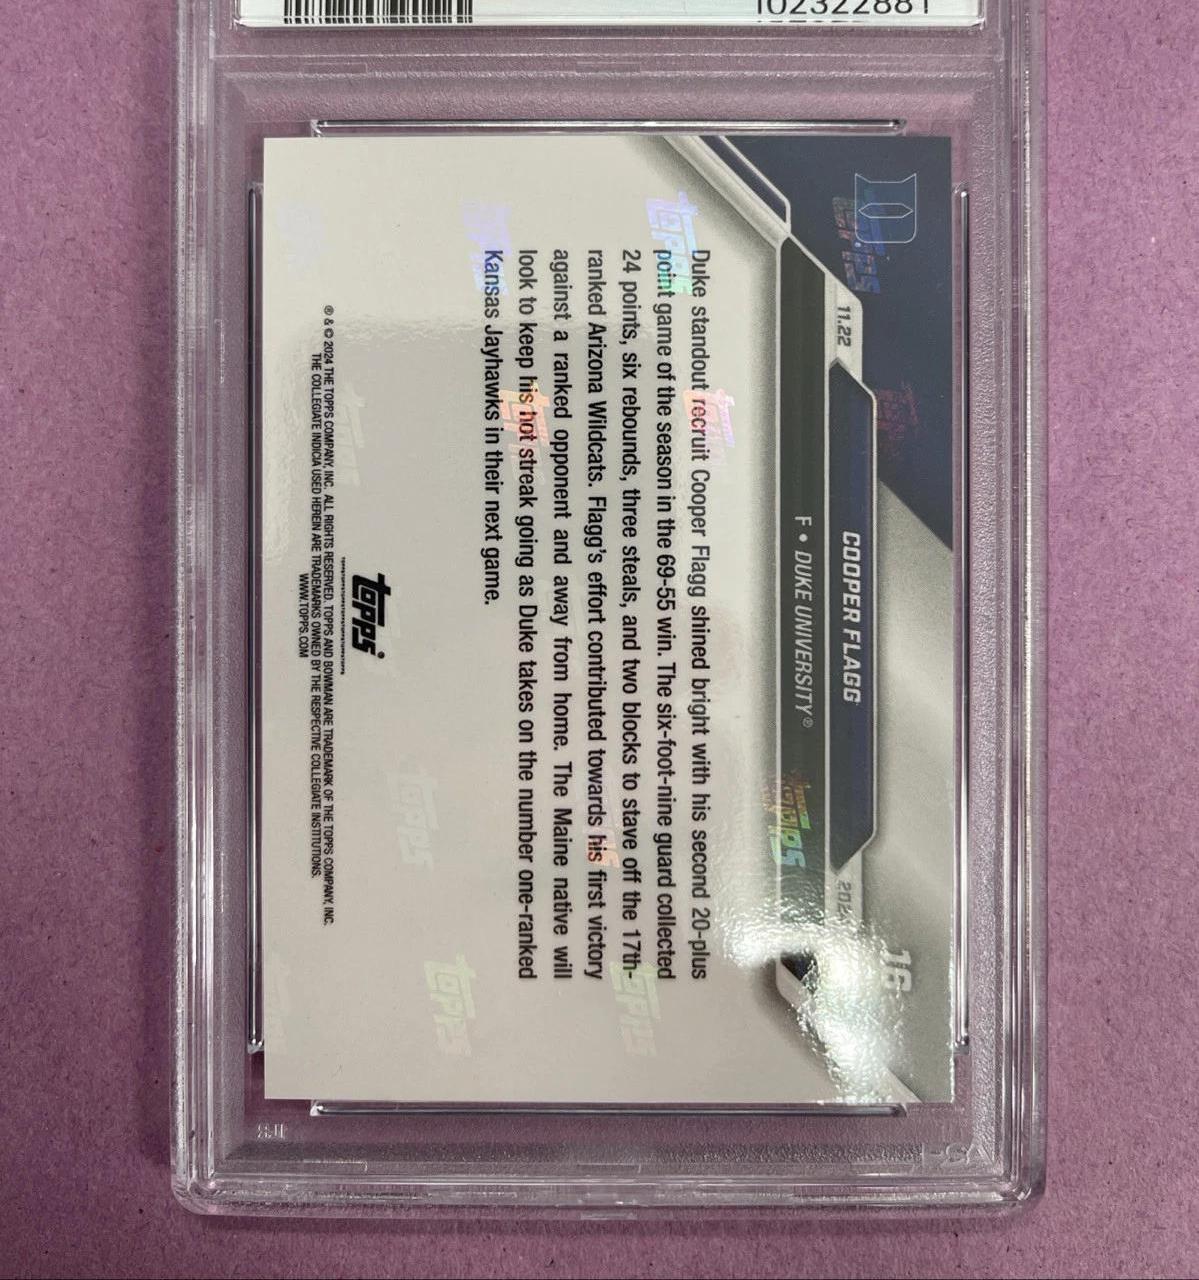 102322881
11.22
COOPER FLAGG
16
F • DUKE UNIVERSITY®
Duke standout recruit Cooper Flagg shined bright with his second 20-plus
point game of the season in the 69-55 win. The six-foot-nine guard collected
24 points, six rebounds, three steals, and two blocks to stave off the 17th-
ranked Arizona Wildcats. Flagg's effort contributed towards his first victory
against a ranked opponent and away from home. The Maine native will
look to keep his hot streak going as Duke takes on the number one-ranked
Kansas Jayhawks in their next game.
topps
® & © 2024 THE TOPPS COMPANY, INC. ALL RIGHTS RESERVED. TOPPS AND BOWMAN ARE TRADEMARK OF THE TOPPS COMPANY, INC.
THE COLLEGIATE INDICIA USED HEREIN ARE TRADEMARKS OWNED BY THE RESPECTIVE COLLEGIATE INSTITUTIONS.
WWW.TOPPS.COM